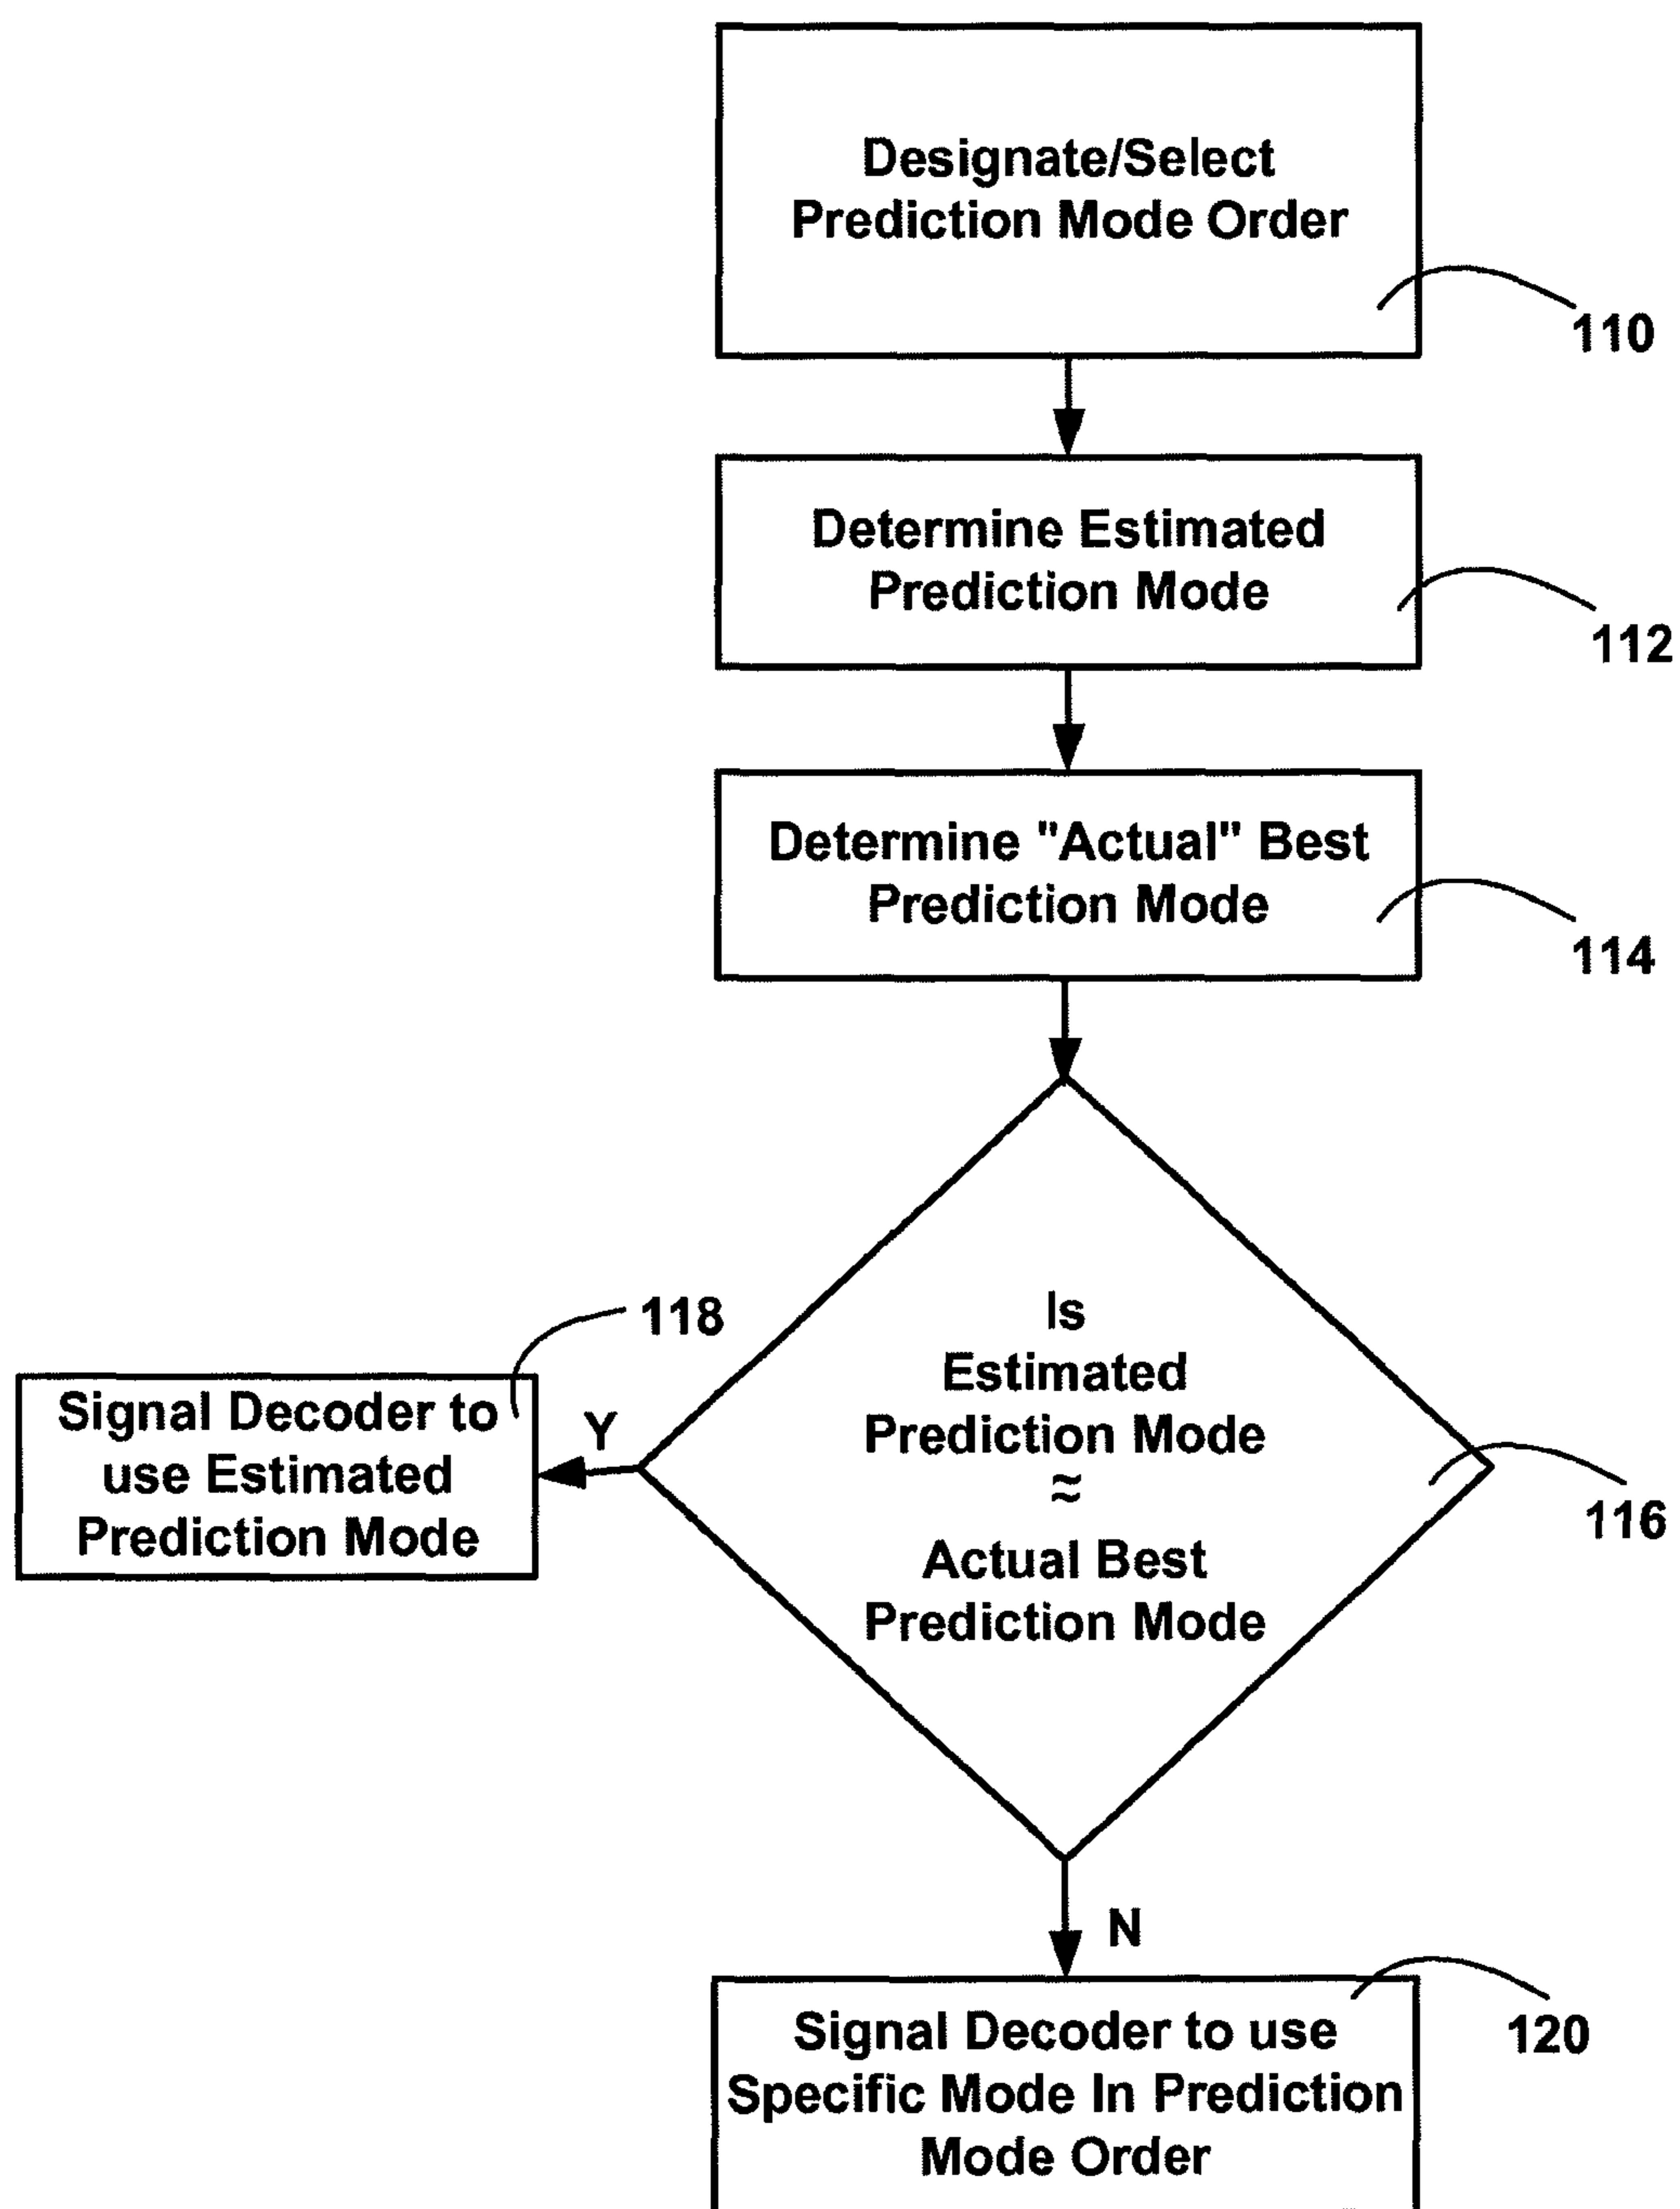 Designate/Select
Prediction Mode Order
110
Determine Estimated
Prediction Mode
112
Determine "Actual" Best
Prediction Mode
114
Is
Estimated
Prediction Mode
≈
Actual Best
Prediction Mode
116
118
Y
Signal Decoder to
use Estimated
Prediction Mode
N
120
Signal Decoder to use
Specific Mode In Prediction
Mode Order